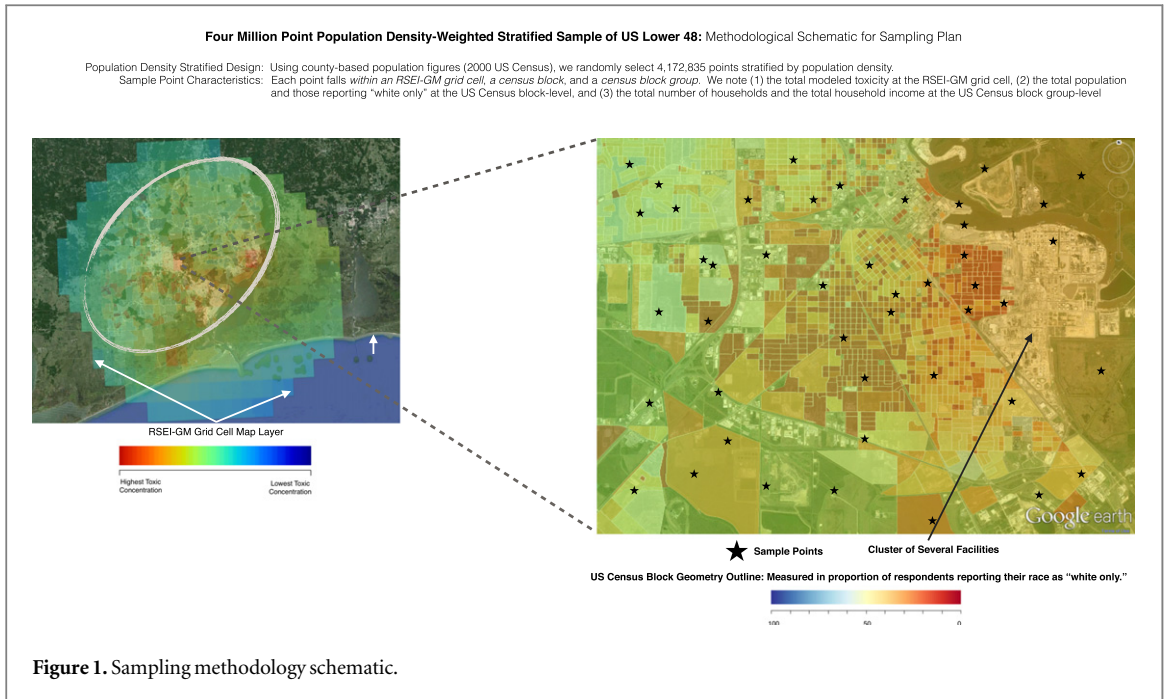 Four Million Point Population Density-Weighted Stratified Sample of US Lower 48: Methodological Schematic for Sampling Plan
Population Density Stratified Design: Using county-based population figures (2000 US Census), we randomly select 4,172,835 points stratified by population density.
Sample Point Characteristics: Each point falls within an RSEI-GM grid cell, a census block, and a census block group. We note (1) the total modeled toxicity at the RSEI-GM grid cell, (2) the total population
and those reporting “white only” at the US Census block-level, and (3) the total number of households and the total household income at the US Census block group-level
RSEI-GM Grid Cell Map Layer
Highest Toxic
Concentration
Lowest Toxic
Concentration
Google earth
Sample Points
Cluster of Several Facilities
US Census Block Geometry Outline: Measured in proportion of respondents reporting their race as “white only.”
100 50 0
Figure 1. Sampling methodology schematic.